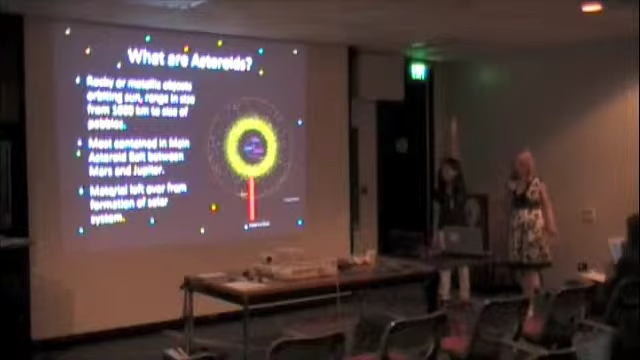 What are Asteroids?
Rocky or metallic objects
orbiting sun, range in size
from 1000 km to size of
pebbles.
Most contained in Main
Asteroid Belt between
Mars and Jupiter.
Material left over from
formation of solar
system.